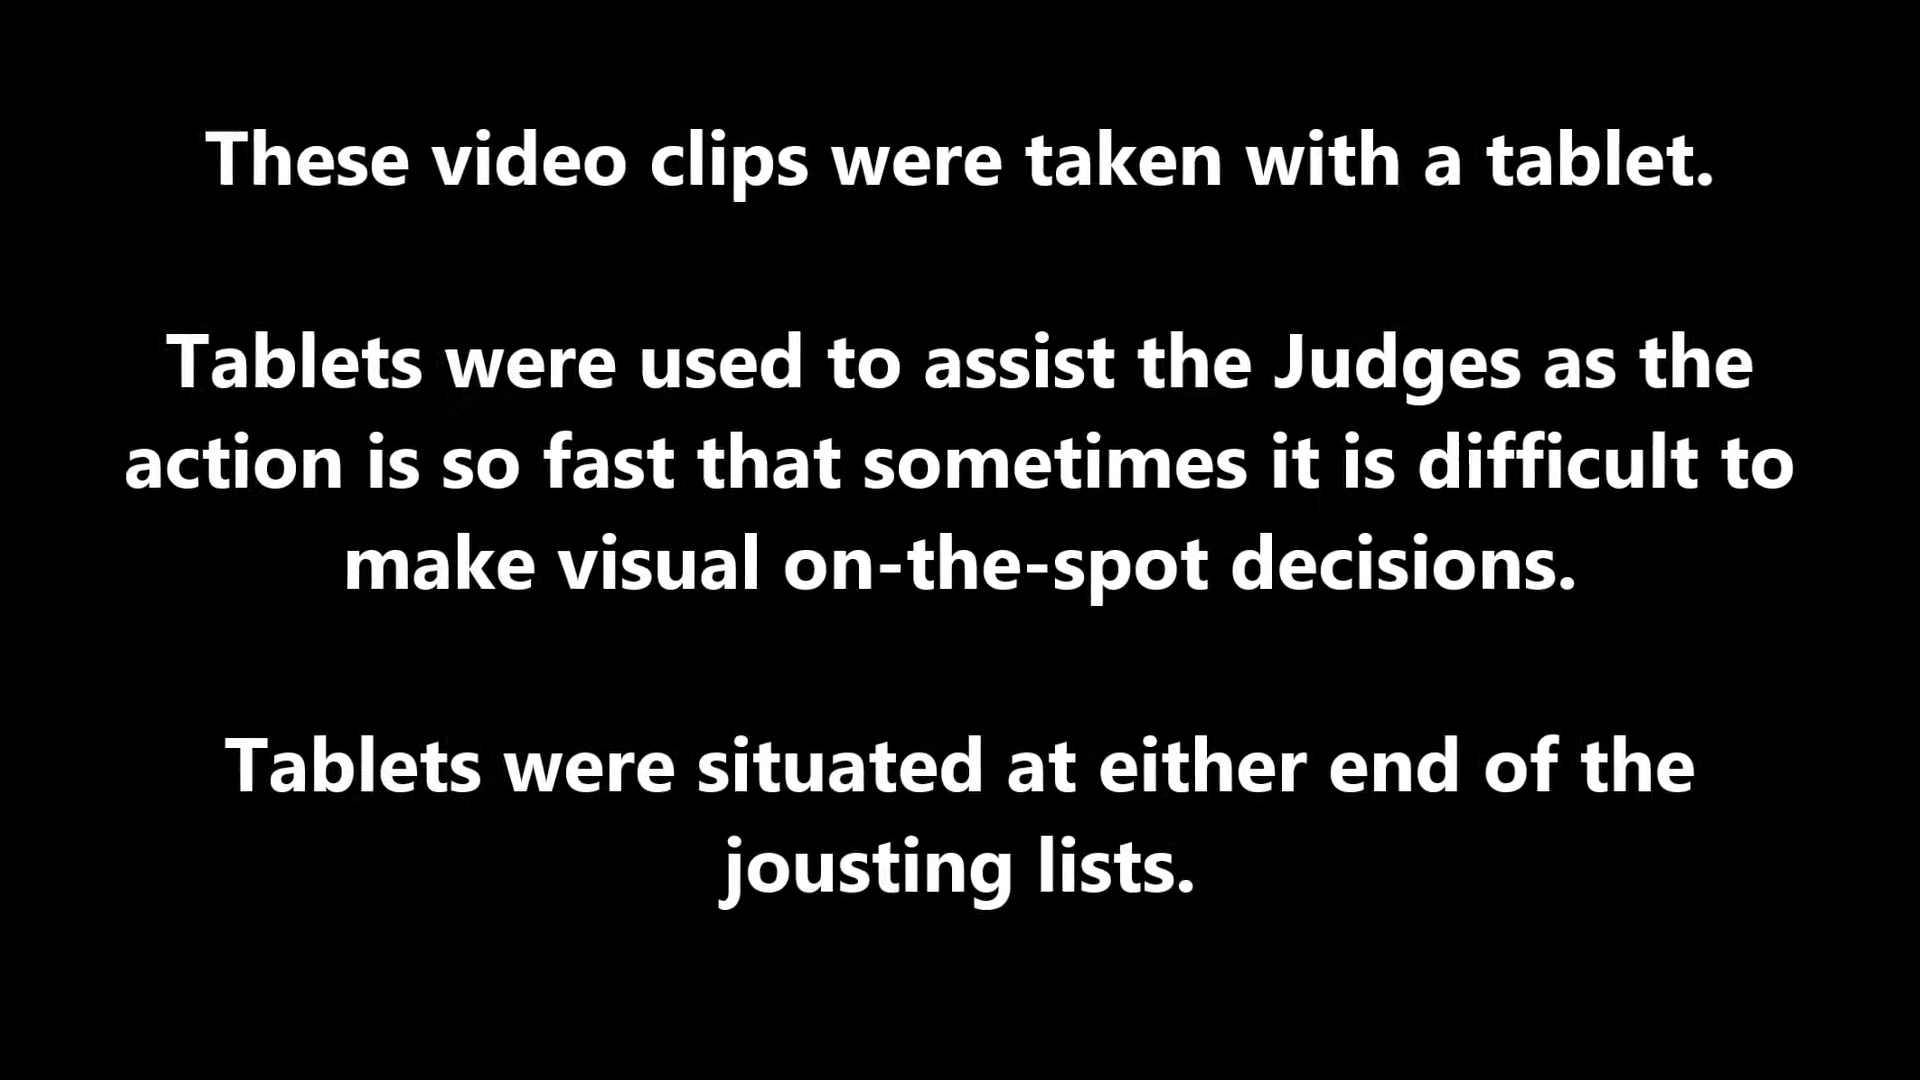 These video clips were taken with a tablet.
Tablets were used to assist the Judges as the
action is so fast that sometimes it is difficult to
make visual on-the-spot decisions.
Tablets were situated at either end of the
jousting lists.